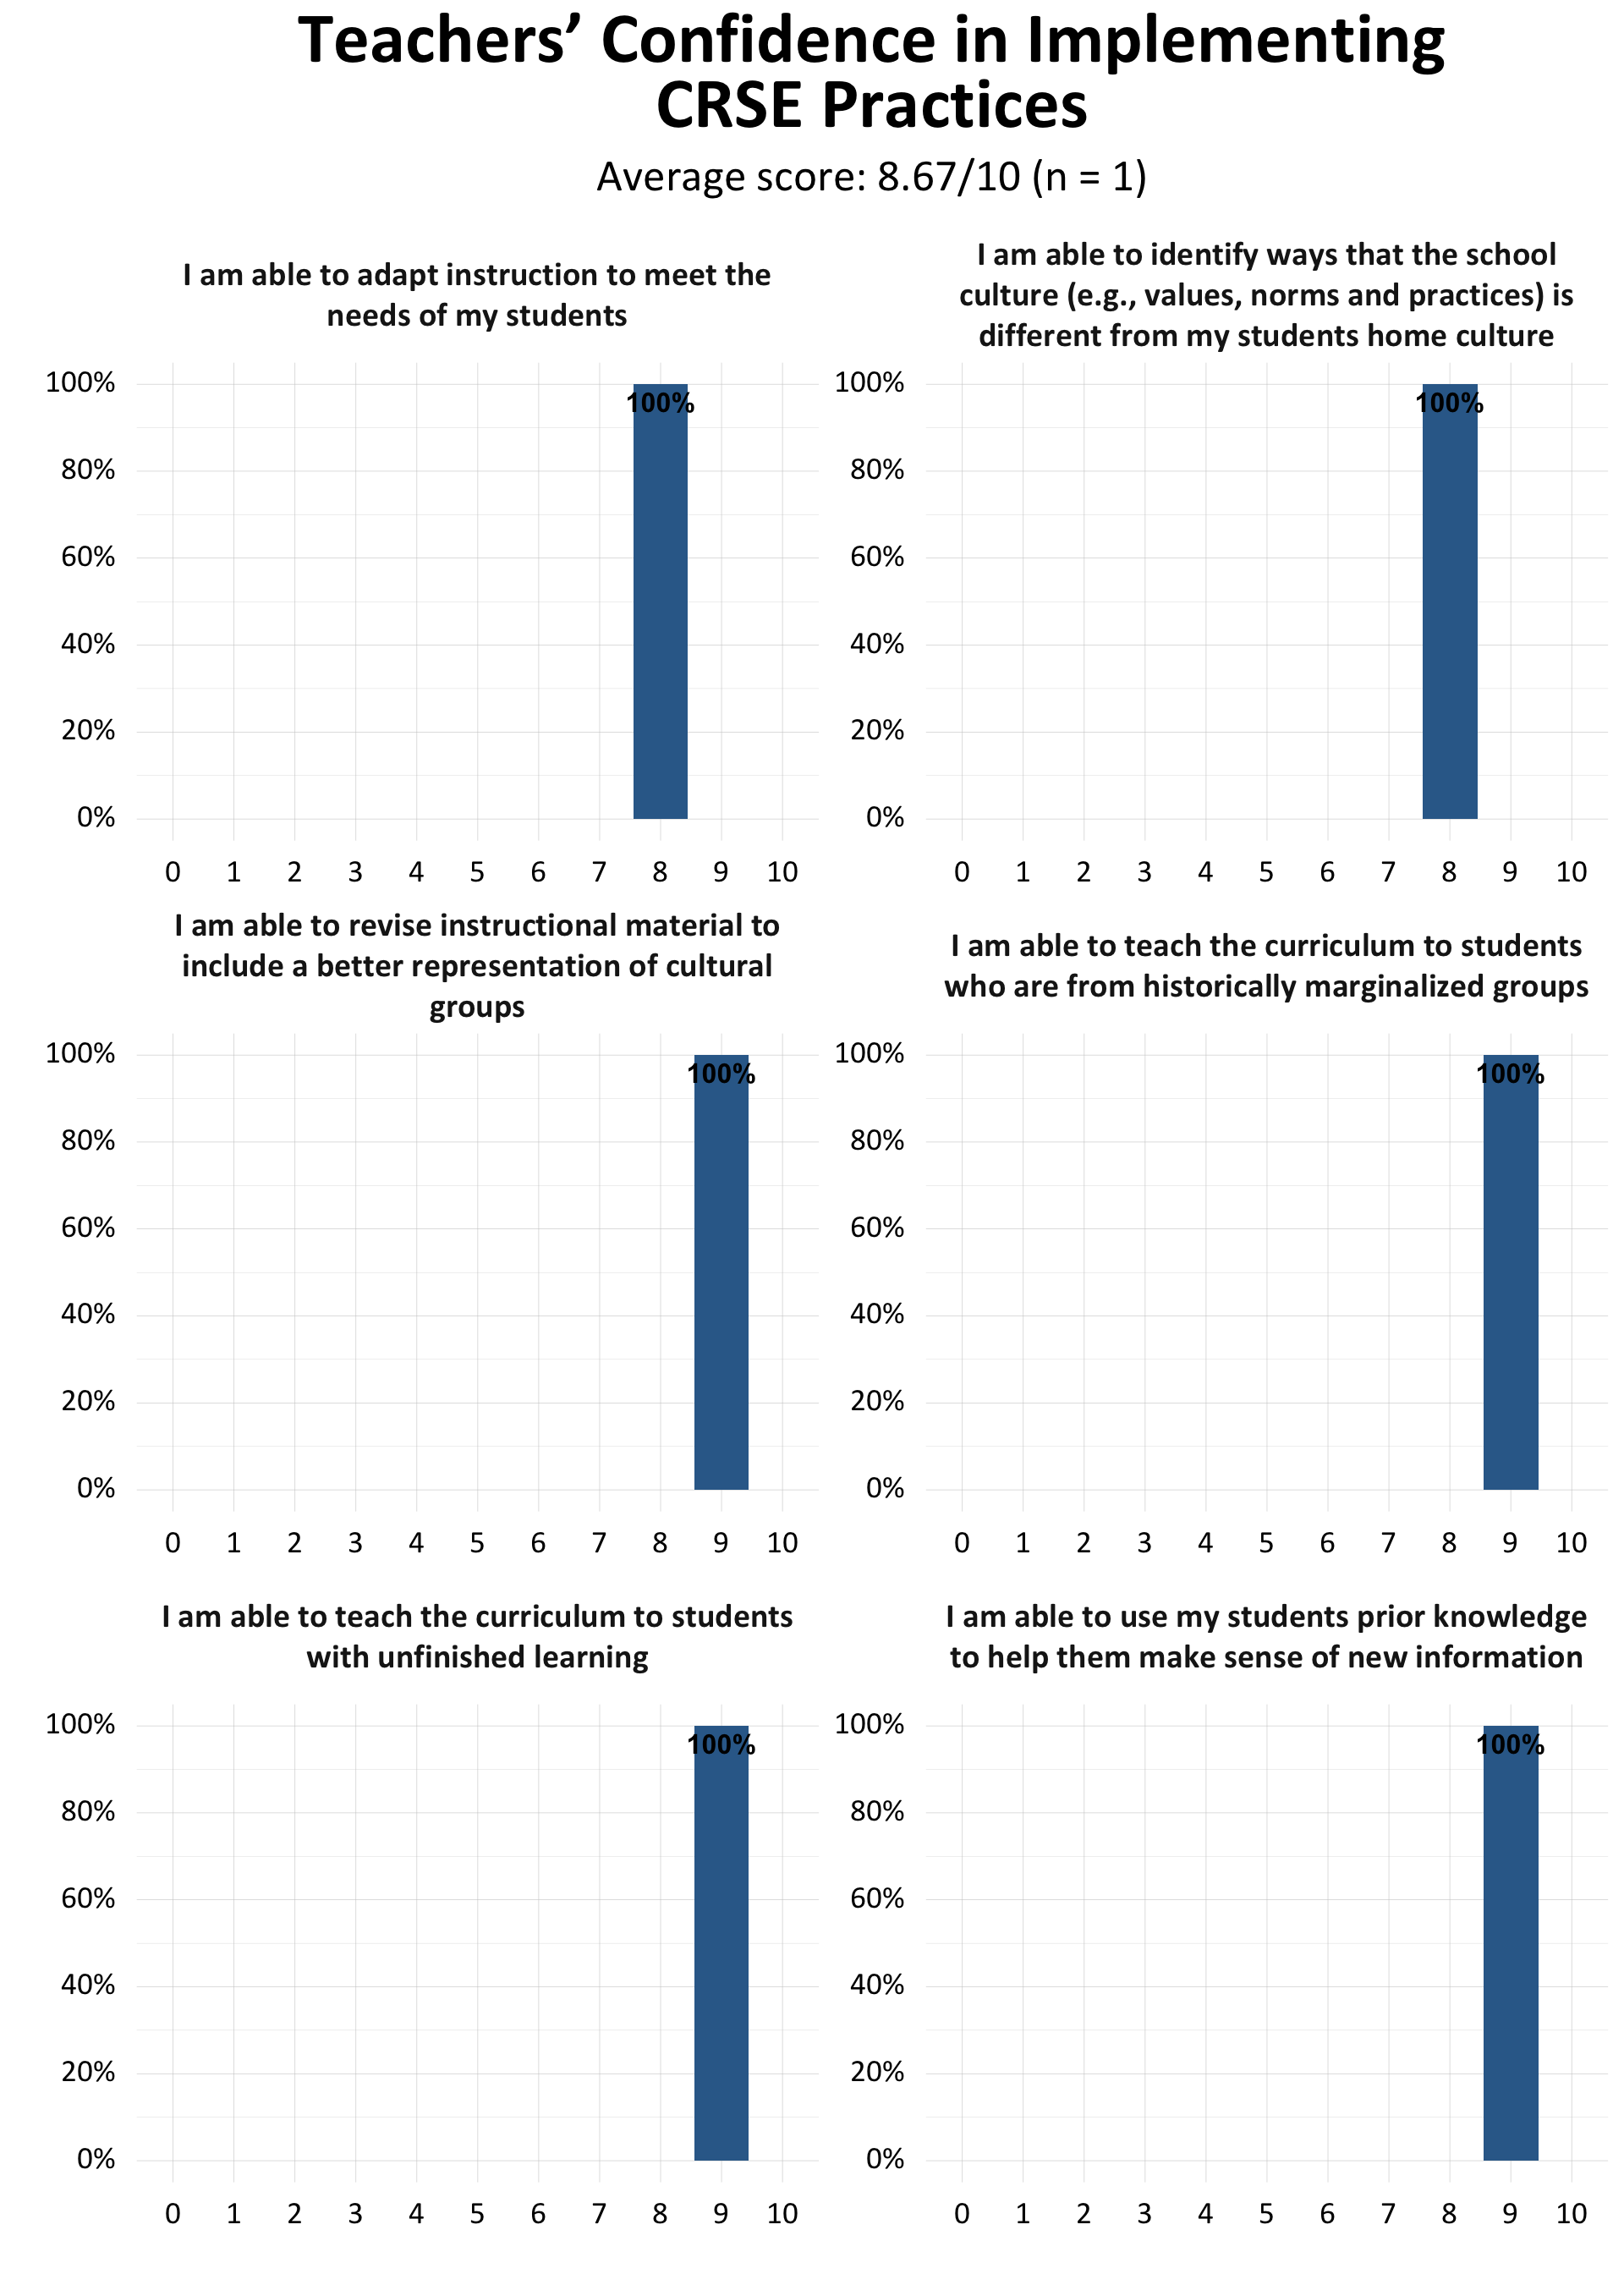 Teachers’ Confidence in Implementing
CRSE Practices
Average score: 8.67/10 (n = 1)
I am able to adapt instruction to meet the
needs of my students
100%
80%
60%
40%
20%
0%
100%
0 1 2 3 4 5 6 7 8 9 10
I am able to identify ways that the school
culture (e.g., values, norms and practices) is
different from my students home culture
100%
80%
60%
40%
20%
0%
100%
0 1 2 3 4 5 6 7 8 9 10
I am able to revise instructional material to
include a better representation of cultural
groups
100%
80%
60%
40%
20%
0%
100%
0 1 2 3 4 5 6 7 8 9 10
I am able to teach the curriculum to students
who are from historically marginalized groups
100%
80%
60%
40%
20%
0%
100%
0 1 2 3 4 5 6 7 8 9 10
I am able to teach the curriculum to students
with unfinished learning
100%
80%
60%
40%
20%
0%
100%
0 1 2 3 4 5 6 7 8 9 10
I am able to use my students prior knowledge
to help them make sense of new information
100%
80%
60%
40%
20%
0%
100%
0 1 2 3 4 5 6 7 8 9 10